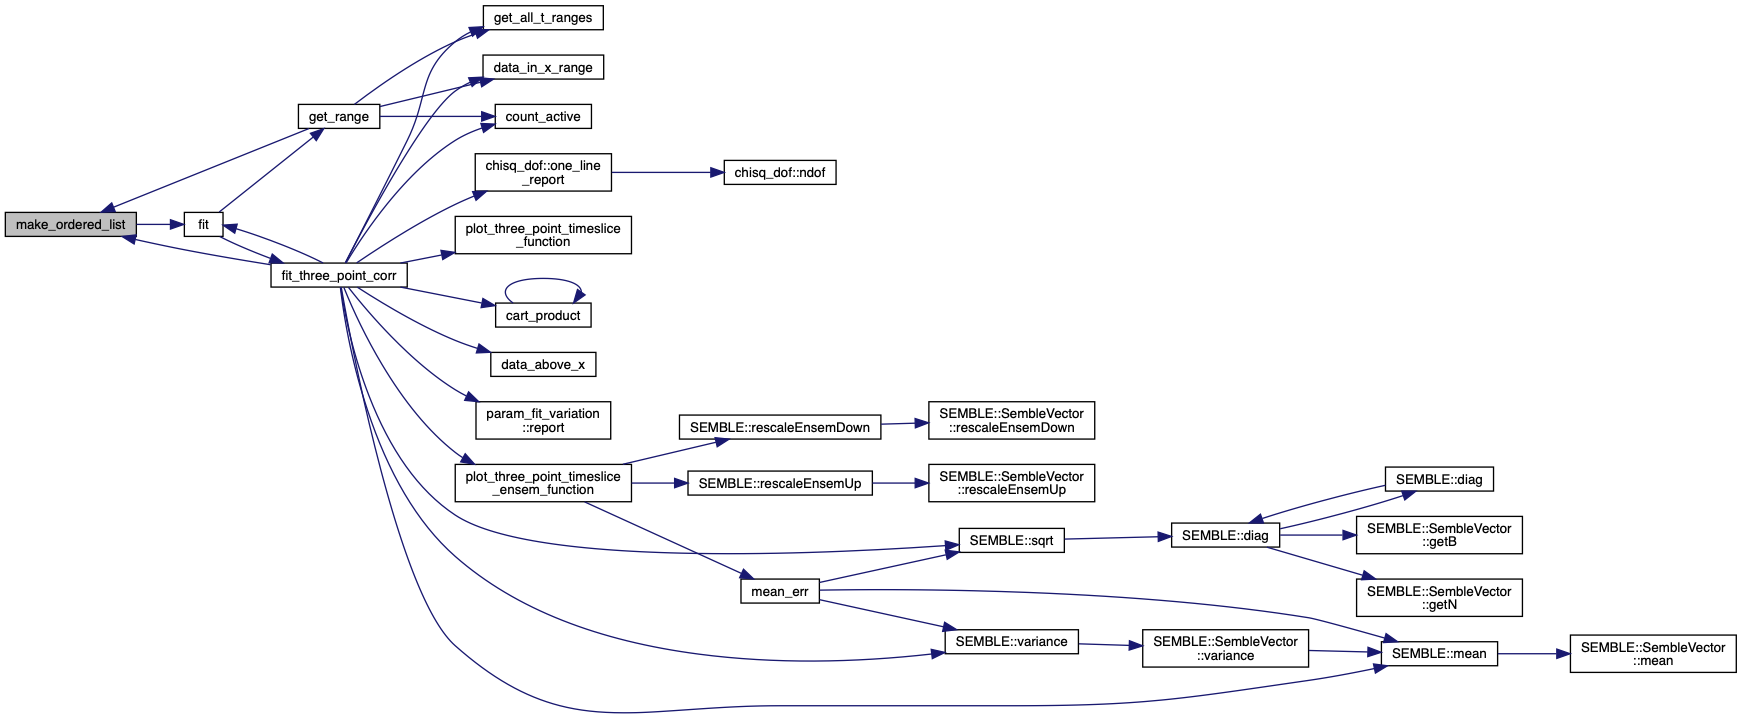 get_all_t_ranges
data_in_x_range
get_range
count_active
chisq_dof::one_line
_report
chisq_dof::ndof
make_ordered_list
fit
plot_three_point_timeslice
_function
fit_three_point_corr
cart_product
data_above_x
param_fit_variation
::report
SEMBLE::rescaleEnsemDown
SEMBLE::SembleVector
::rescaleEnsemDown
plot_three_point_timeslice
_ensem_function
SEMBLE::rescaleEnsemUp
SEMBLE::SembleVector
::rescaleEnsemUp
SEMBLE::diag
SEMBLE::sqrt
SEMBLE::diag
SEMBLE::SembleVector
::getB
mean_err
SEMBLE::SembleVector
::getN
SEMBLE::variance
SEMBLE::SembleVector
::variance
SEMBLE::mean
SEMBLE::SembleVector
::mean